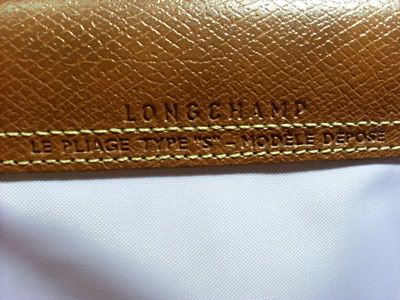 LONGCHAMP
LE PLIAGE TYPE "S" - MODELE DEPOSE